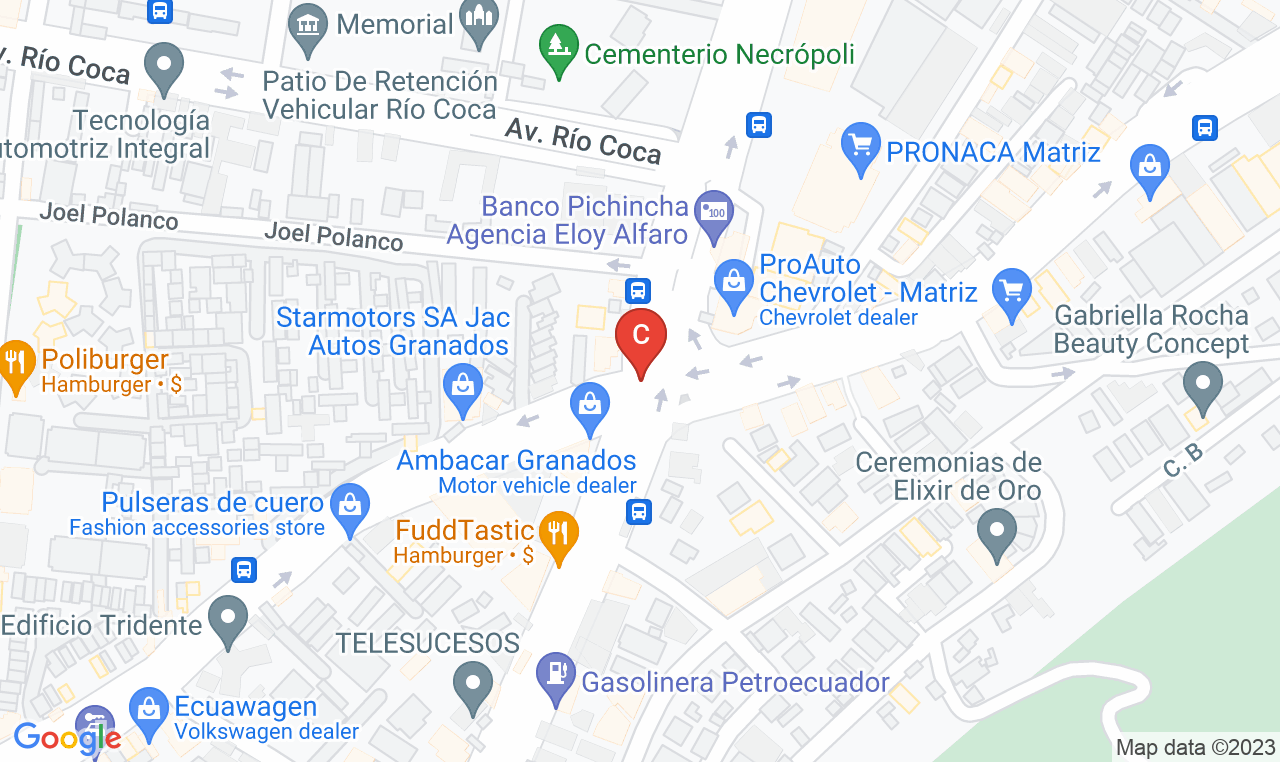 Memorial
Cementerio Necrópoli
v. Río Coca
Patio De Retención
Vehicular Río Coca
Tecnología
utomotriz Integral
Av. Río Coca
PRONACA Matriz
Joel Polanco
Joel Polanco
Banco Pichincha
Agencia Eloy Alfaro
100
ProAuto
Chevrolet - Matriz
Chevrolet dealer
Starmotors SA Jac
Autos Granados
C
Gabriella Rocha
Beauty Concept
Poliburger
Hamburger • $
Ambacar Granados
Motor vehicle dealer
Ceremonias de
Elixir de Oro
C. B
Pulseras de cuero
Fashion accessories store
FuddTastic
Hamburger • $
Edificio Tridente
TELESUCESOS
Gasolinera Petroecuador
Ecuawagen
Volkswagen dealer
Google
Map data ©2023